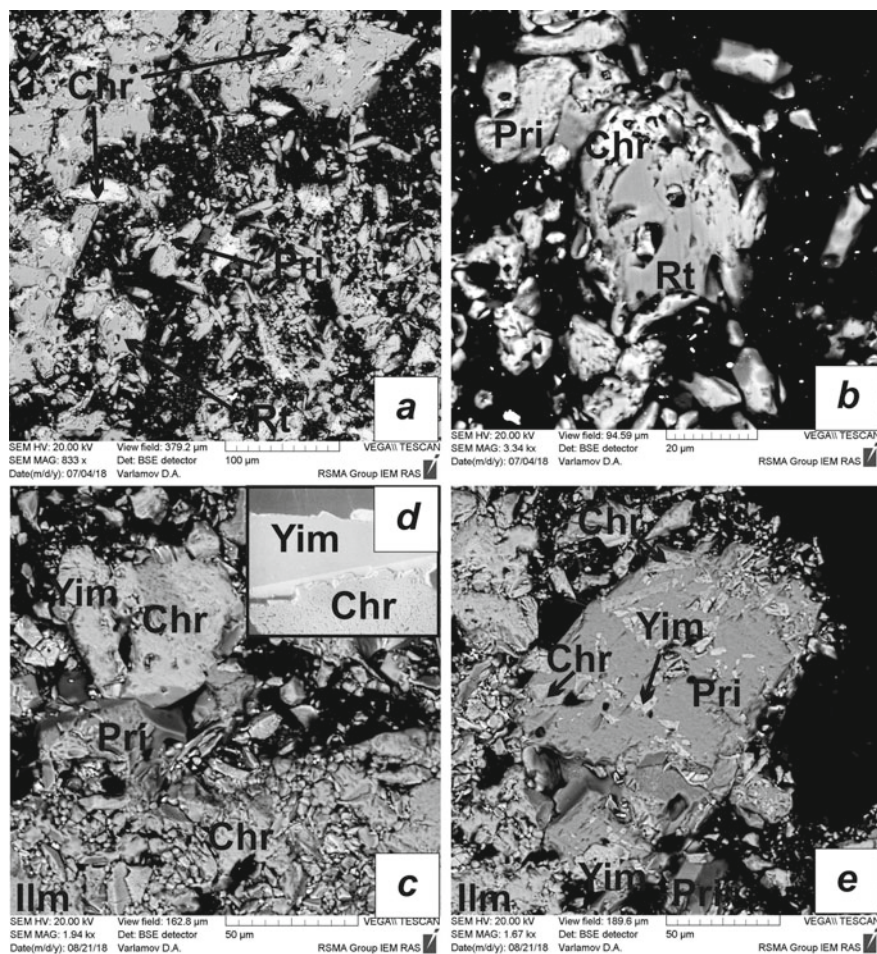 Chr
Pri
Rt
a
SEM HV: 20.00 kV View field: 379.2 µm VEGA\\ TESCAN
SEM MAG: 833 x Det: BSE detector 100 µm
Date(m/d/y): 07/04/18 Varlamov D.A. RSMA Group IEM RAS
Pri
Chr
Rt
b
SEM HV: 20.00 kV View field: 94.59 µm VEGA\\ TESCAN
SEM MAG: 3.34 kx Det: BSE detector 20 µm
Date(m/d/y): 07/04/18 Varlamov D.A. RSMA Group IEM RAS
d
Yim
Chr
Yim
Chr
Pri
Chr
Ilm
c
SEM HV: 20.00 kV View field: 162.8 µm VEGA\\ TESCAN
SEM MAG: 1.94 kx Det: BSE detector 50 µm
Date(m/d/y): 08/21/18 Varlamov D.A. RSMA Group IEM RAS
Chr
Yim
Chr
Pri
Yim
Pri
Ilm
e
SEM HV: 20.00 kV View field: 189.6 µm VEGA\\ TESCAN
SEM MAG: 1.67 kx Det: BSE detector 50 µm
Date(m/d/y): 08/21/18 Varlamov D.A. RSMA Group IEM RAS